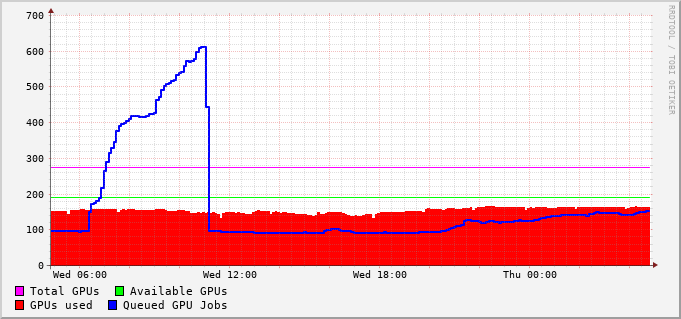 700
600
500
400
300
200
100
0
Wed 06:00 Wed 12:00 Wed 18:00 Thu 00:00
Total GPUs Available GPUs
GPUs used Queued GPU Jobs
RRDTOOL / TOBI OETIKER